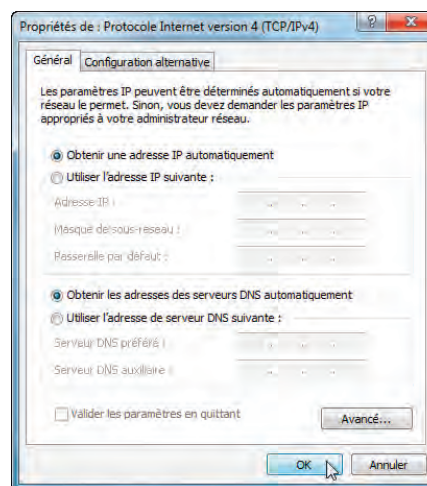 Propriétés de : Protocole Internet version 4 (TCP/IPv4)
Général
Configuration alternative
Les paramètres IP peuvent être déterminés automatiquement si votre
réseau le permet. Sinon, vous devez demander les paramètres IP
appropriés à votre administrateur réseau.
Obtenir une adresse IP automatiquement
Utiliser l'adresse IP suivante :
Adresse IP :
Masque de sous-réseau :
Passerelle par défaut :
Obtenir les adresses des serveurs DNS automatiquement
Utiliser l'adresse de serveur DNS suivante :
Serveur DNS préféré :
Serveur DNS auxiliaire :
Valider les paramètres en quittant
Avancé...
OK
Annuler